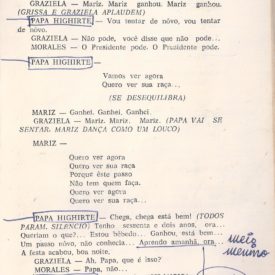 GRAZIELA — Mariz. Mariz ganhou. Mariz ganhou.
(GRISSA E GRAZIELA APLAUDEM)
PAPA HIGHIRTE — Vou tentar de nôvo, vou tentar
de nôvo.
GRAZIELA — Não pode, você disse que não pode...
MORALES — O Presidente pode. O Presidente pode.
PAPA HIGHIRTE —
Vamos ver agora
Quero ver sua raça...
(SE DESEQUILIBRA)
MARIZ — Ganhei. Ganhei. Ganhei.
GRAZIELA — Mariz. Mariz. Mariz. (PAPA VAI SE
SENTAR. MARIZ DANÇA COMO UM LOUCO)
MARIZ —
Quero ver agora
Quero ver sua raça
Porque êste passo
Não tem quem faça.
Quero ver agora
Quero ver sua raça.
PAPA HIGHIRTE — Chega, chega está bem! (TODOS
PARAM. SILÊNCIO) Tenho sessenta e dois anos, ora...
Queriam o que?... Estou bêbedo... Ganhou, está bem...
Um passo nôvo, não conhecia... Aprendo amanhã, ora...
A festa acabou, boa noite.
GRAZIELA — Ah, Papa, que é isso?
MORALES — Papa, não...
meis
mesmo